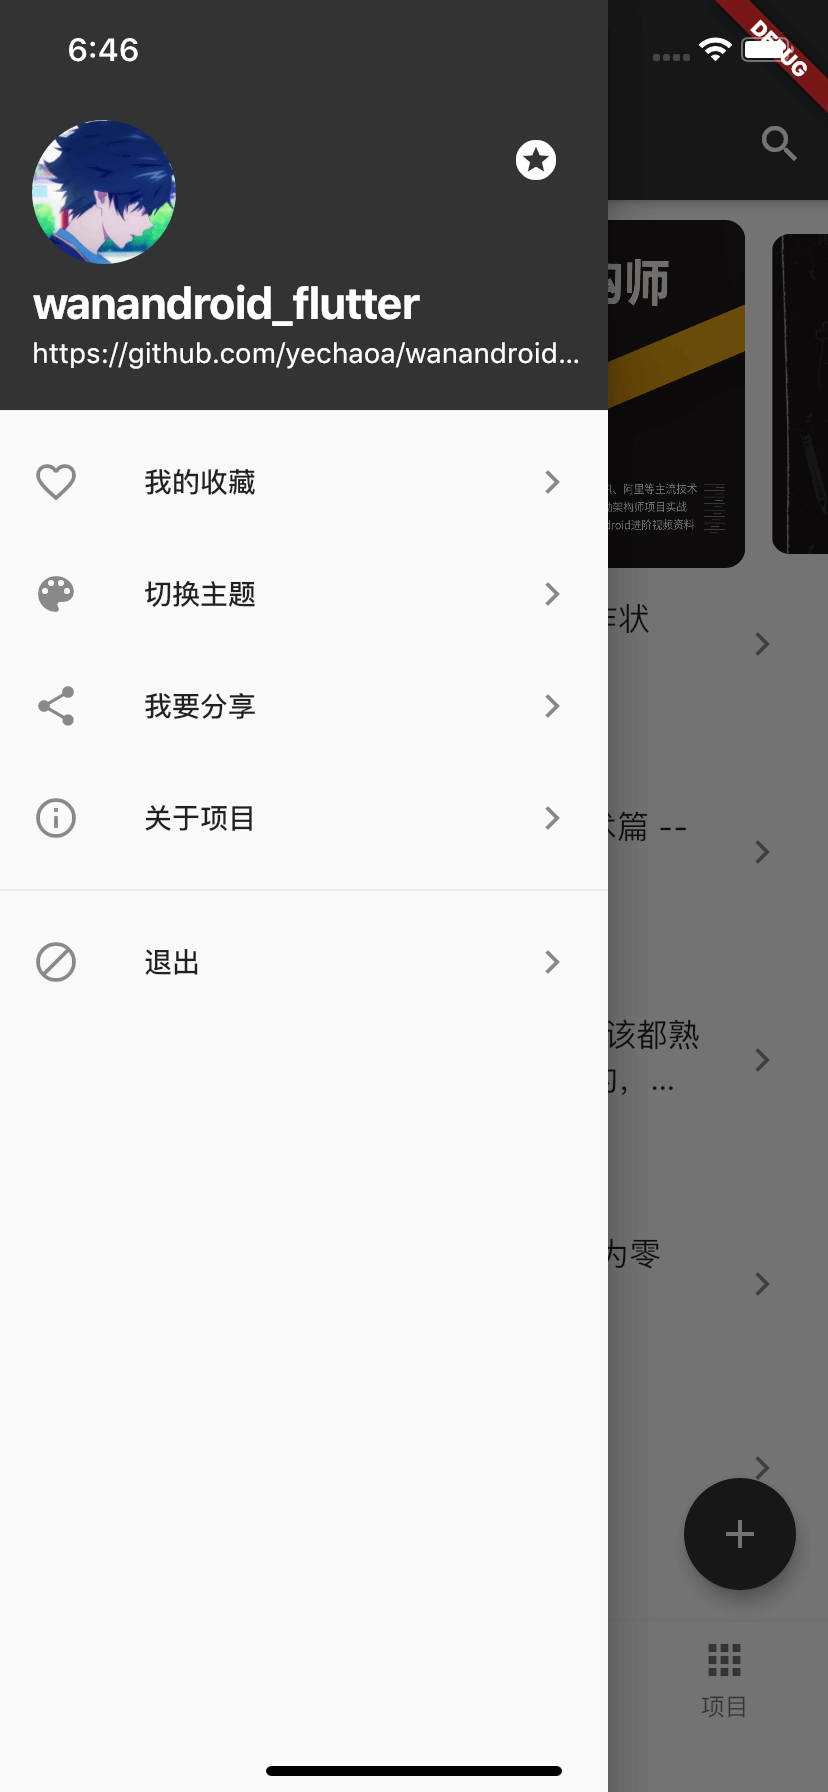 6:46
DEBUG
wanandroid_flutter
https://github.com/yechaoa/wanandroid...
我的收藏
切换主题
我要分享
关于项目
退出
构师
、阿里等主流技术
架构师项目实战
droid进阶视频资料
状
篇 --
该都熟
，...
为零
项目